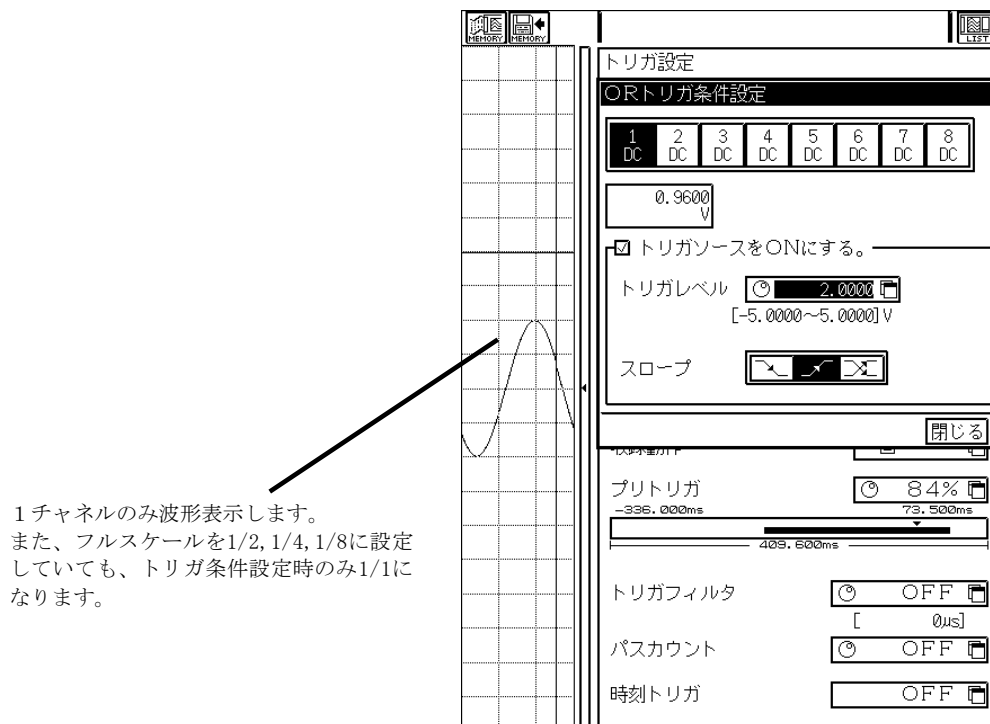 MEMORY MEMORY LIST
トリガ設定
ORトリガ条件設定
1 2 3 4 5 6 7 8
DC DC DC DC DC DC DC DC
0.9600
V
トリガソースをONにする。
トリガレベル 2.0000
[-5.0000～5.0000]V
スロープ
閉じる
プリトリガ 84%
-336.000ms 73.500ms
409.600ms
トリガフィルタ OFF
[ 0μs]
パスカウント OFF
時刻トリガ OFF
1チャネルのみ波形表示します。
また、フルスケールを1/2,1/4,1/8に設定
していても、トリガ条件設定時のみ1/1に
なります。